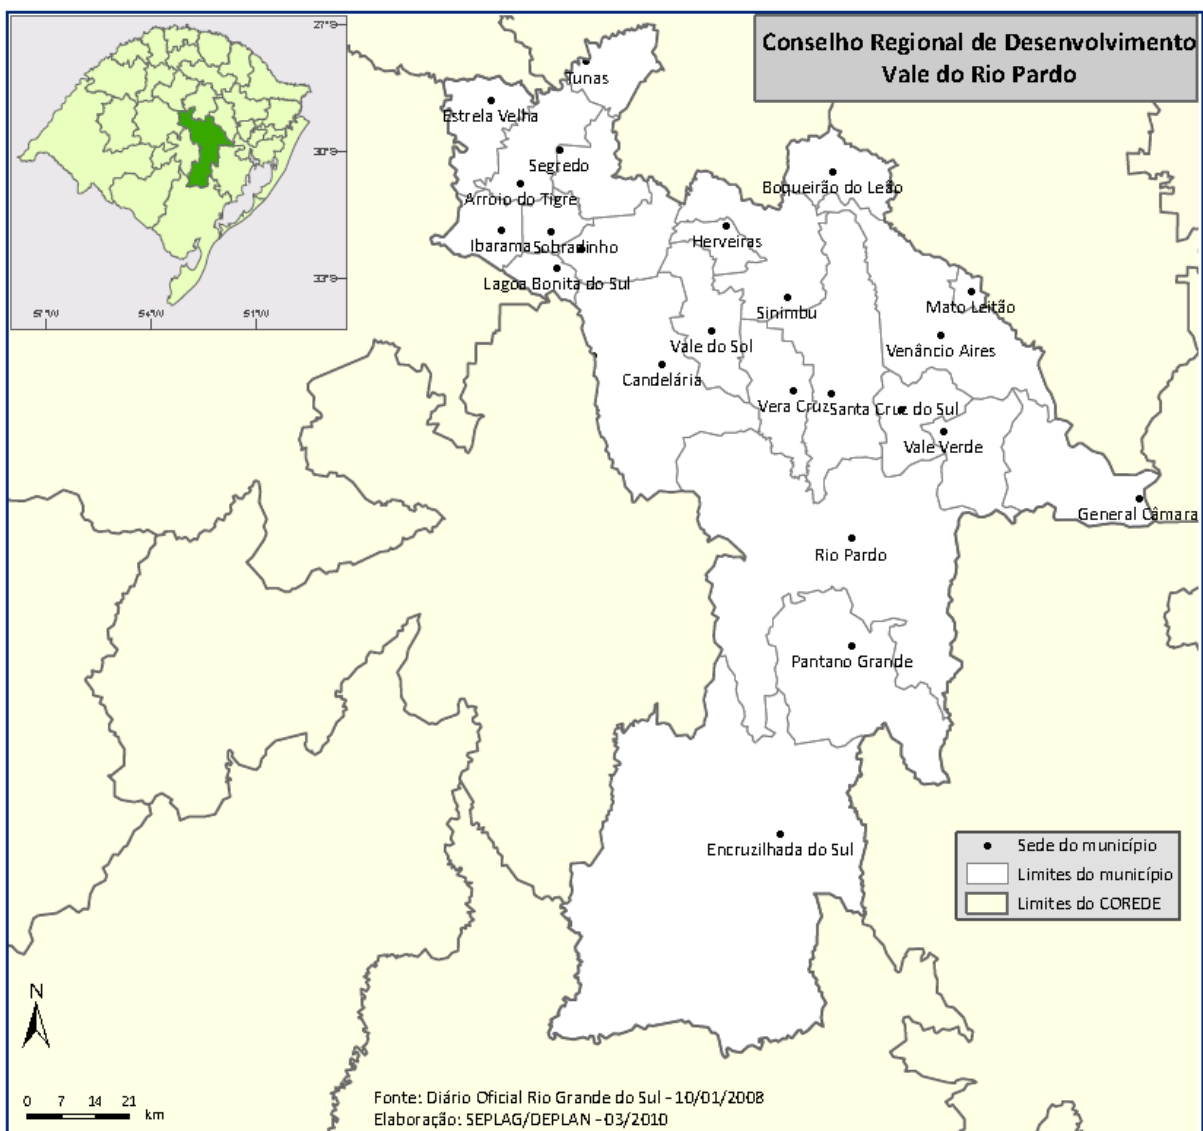 Conselho Regional de Desenvolvimento
Vale do Rio Pardo
27°S
30°S
33°S
57°W
54°W
51°W
Tunas
Estrela Velha
Segredo
Boqueirão do Leão
Arroio do Tigre
Herveiras
Ibarama
Sobradinho
Lagoa Bonita do Sul
Mato Leitão
Sinimbu
Vale do Sol
Venâncio Aires
Candelária
Vera Cruz
Santa Cruz do Sul
Vale Verde
General Câmara
Rio Pardo
Pantano Grande
Encruzilhada do Sul
Sede do município
Limites do município
Limites do COREDE
N
0 7 14 21
km
Fonte: Diário Oficial Rio Grande do Sul - 10/01/2008
Elaboração: SEPLAG/DEPLAN - 03/2010